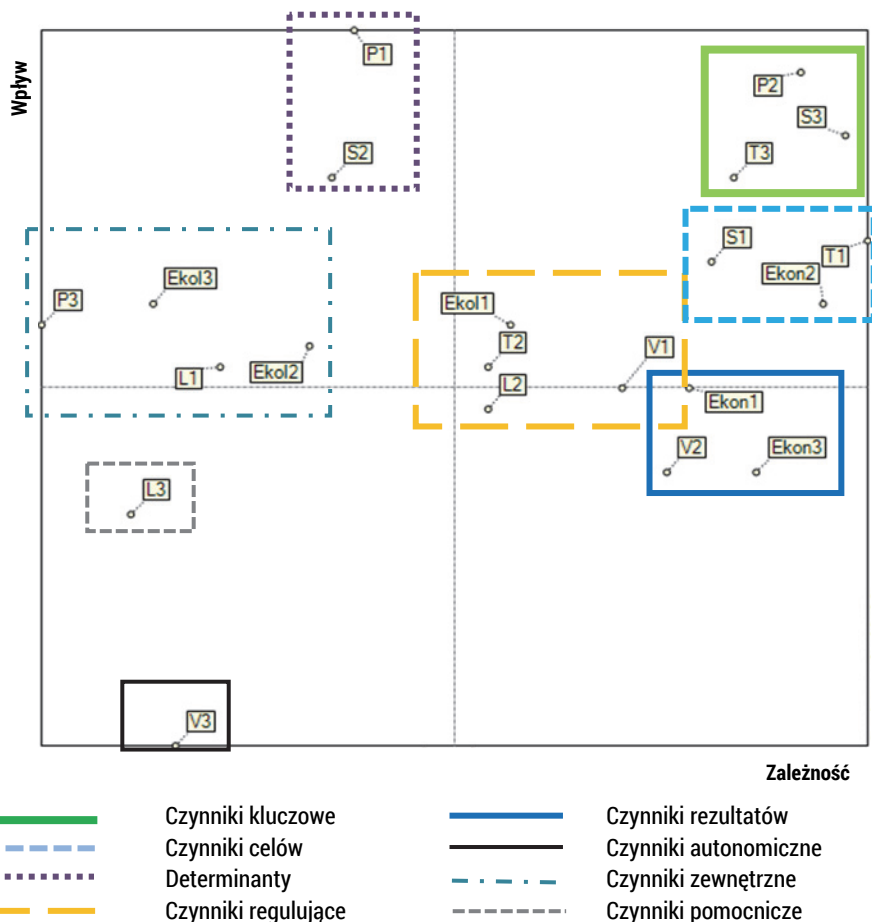 Wpływ
P1
P2
S3
S2
T3
S1
T1
Ekol3
Ekon2
P3
Ekol1
T2
V1
L1
Ekol2
L2
Ekon1
V2
Ekon3
L3
V3
Zależność
Czynniki kluczowe
Czynniki celów
Determinanty
Czynniki regulujące
Czynniki rezultatów
Czynniki autonomiczne
Czynniki zewnętrzne
Czynniki pomocnicze